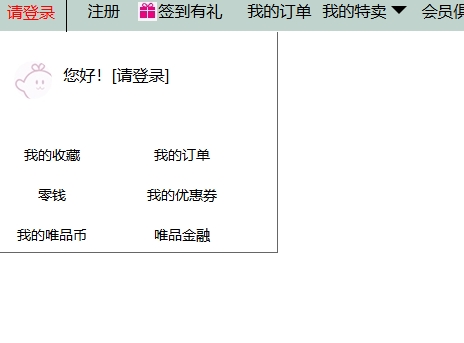 请登录 注册 签到有礼 我的订单 我的特卖 会员俱
您好！[请登录]
我的收藏 我的订单
零钱 我的优惠券
我的唯品币 唯品金融